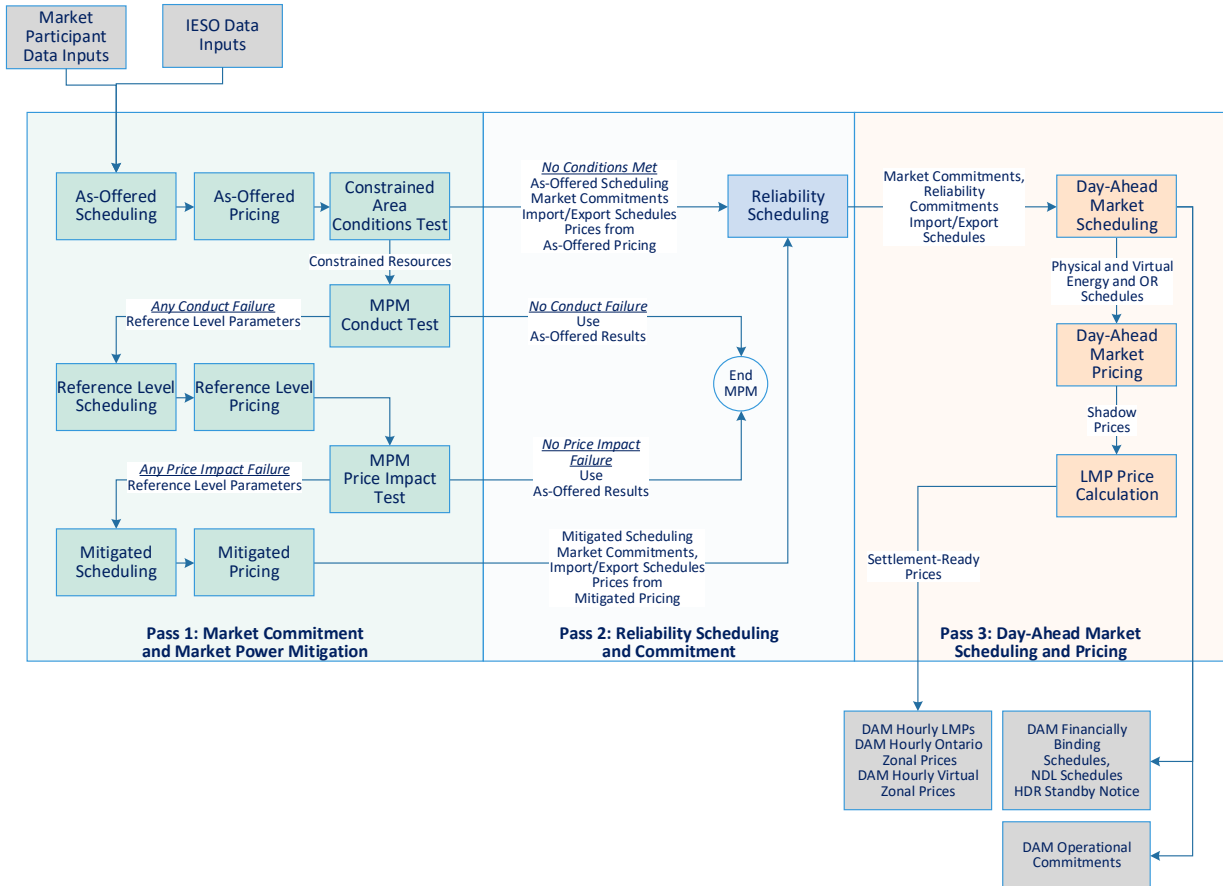 Market
Participant
Data Inputs
IESO Data
Inputs
As-Offered
Scheduling
As-Offered
Pricing
Constrained
Area
Conditions Test
No Conditions Met
As-Offered Scheduling
Market Commitments
Import/Export Schedules
Prices from
As-Offered Pricing
Reliability
Scheduling
Market Commitments,
Reliability
Commitments
Import/Export
Schedules
Day-Ahead
Market
Scheduling
Constrained Resources
Physical and Virtual
Energy and OR
Schedules
Any Conduct Failure
Reference Level Parameters
MPM
Conduct Test
No Conduct Failure
Use
As-Offered Results
Day-Ahead
Market
Pricing
Reference Level
Scheduling
Reference Level
Pricing
End
MPM
Shadow
Prices
Any Price Impact Failure
Reference Level Parameters
MPM
Price Impact
Test
No Price Impact
Failure
Use
As-Offered Results
LMP Price
Calculation
Mitigated
Scheduling
Mitigated
Pricing
Mitigated Scheduling
Market Commitments,
Import/Export Schedules
Prices from
Mitigated Pricing
Settlement-Ready
Prices
Pass 1: Market Commitment
and Market Power Mitigation
Pass 2: Reliability Scheduling
and Commitment
Pass 3: Day-Ahead Market
Scheduling and Pricing
DAM Hourly LMPs
DAM Hourly Ontario
Zonal Prices
DAM Hourly Virtual
Zonal Prices
DAM Financially
Binding
Schedules,
NDL Schedules
HDR Standby Notice
DAM Operational
Commitments